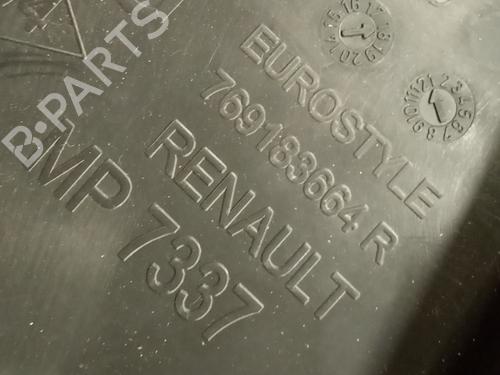 EUROSTYLE
769183664 R
RENAULT
MP 7337
B-PARTS